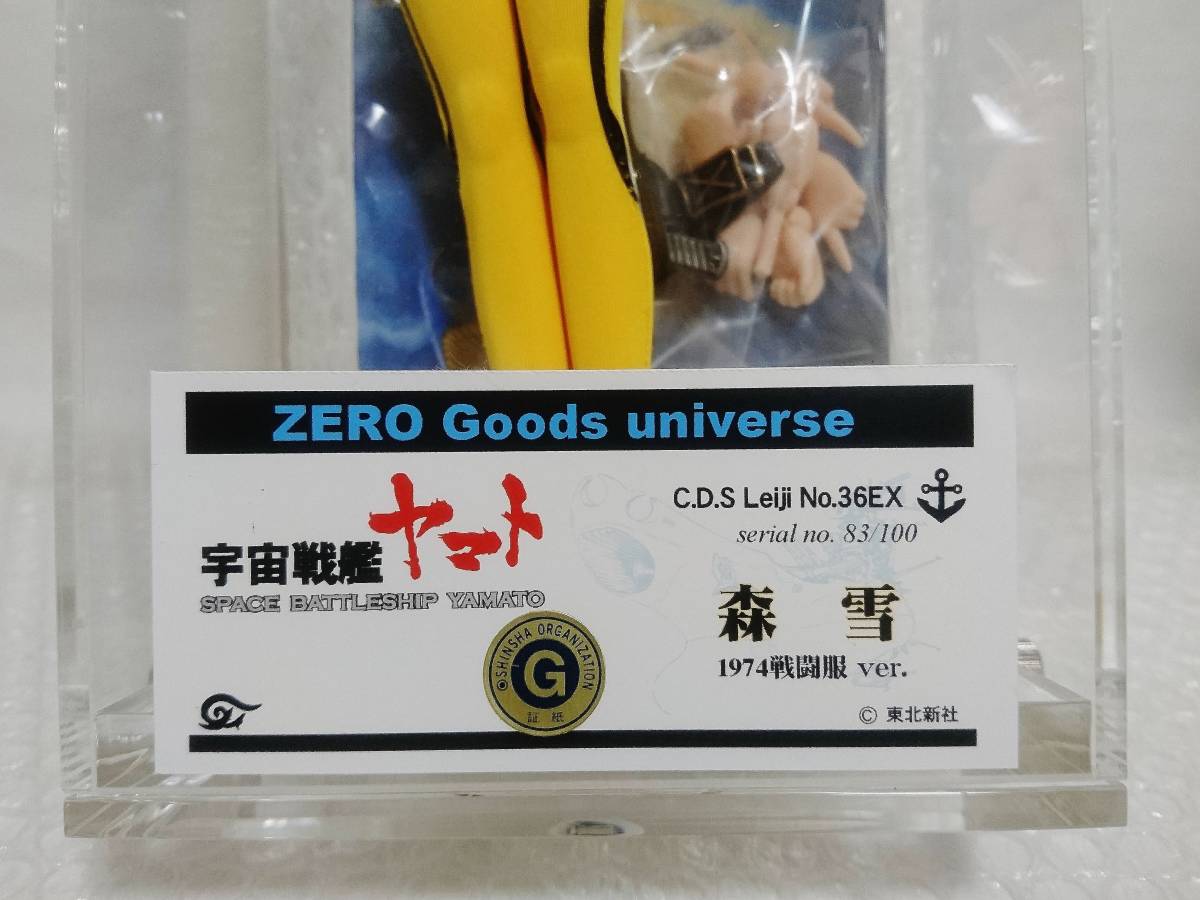 ZERO Goods universe
宇宙戦艦ヤマト
SPACE BATTLESHIP YAMATO
C.D.S Leiji No.36EX
serial no. 83/100
森 雪
1974戦闘服 ver.
SHINSHA ORGANIZATION
G
証紙
© 東北新社